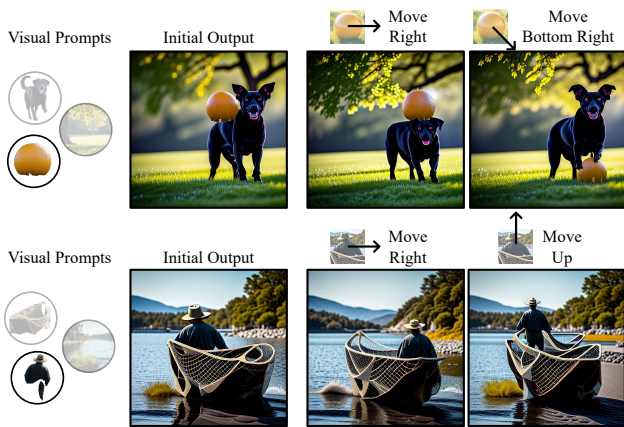 Visual Prompts
Initial Output
Move
Right
Move
Bottom Right
Visual Prompts
Initial Output
Move
Right
Move
Up